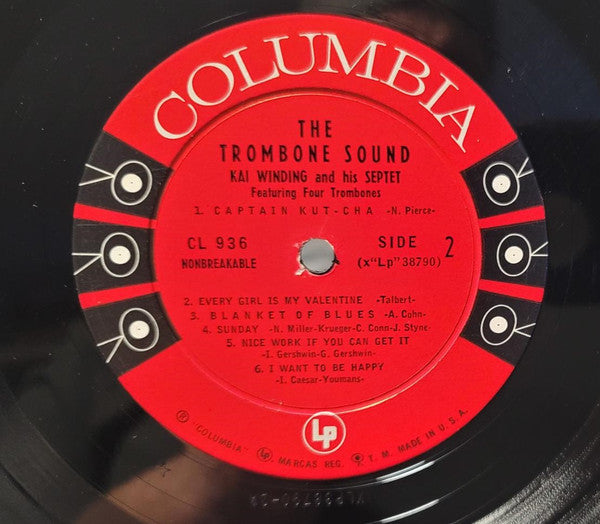 COLUMBIA
THE
TROMBONE SOUND
KAI WINDING and his SEPTET
Featuring Four Trombones
1. CAPTAIN KUT-CHA -N. Pierce-
CL 936
NONBREAKABLE
SIDE 2
(x"Lp"38790)
2. EVERY GIRL IS MY VALENTINE -Talbert-
3. BLANKET OF BLUES -A. Cohn-
4. SUNDAY -N. Miller-Krueger-C. Conn-J. Styne-
5. NICE WORK IF YOU CAN GET IT
-I. Gershwin-G. Gershwin-
6. I WANT TO BE HAPPY
-I. Caesar-Youmans-
Lp
® "COLUMBIA" Lp MARCAS REG. T. M. MADE IN U.S.A.